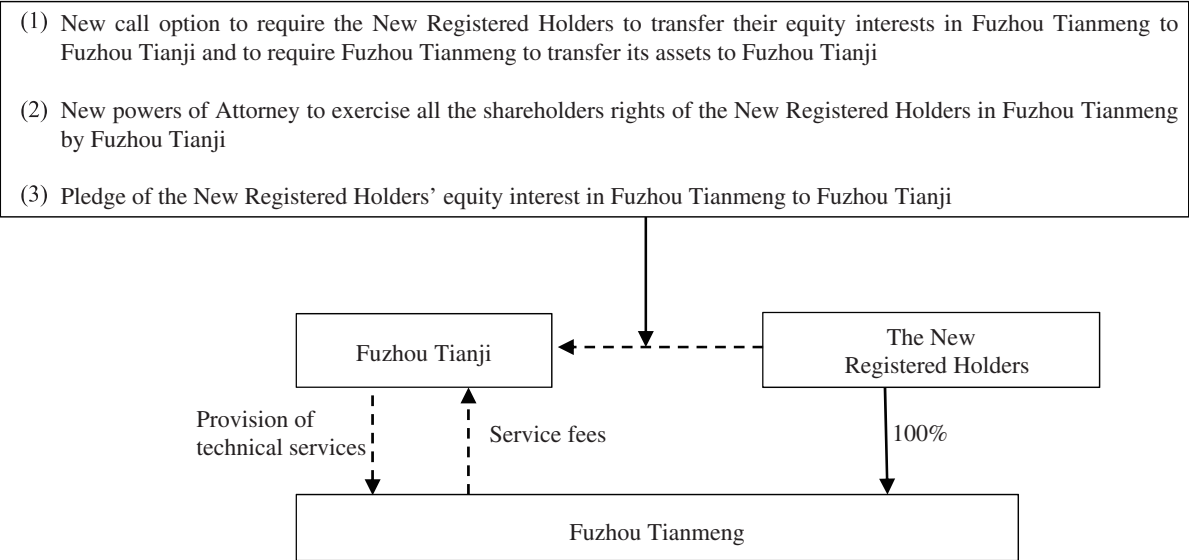 (1) New call option to require the New Registered Holders to transfer their equity interests in Fuzhou Tianmeng to
Fuzhou Tianji and to require Fuzhou Tianmeng to transfer its assets to Fuzhou Tianji
(2) New powers of Attorney to exercise all the shareholders rights of the New Registered Holders in Fuzhou Tianmeng
by Fuzhou Tianji
(3) Pledge of the New Registered Holders’ equity interest in Fuzhou Tianmeng to Fuzhou Tianji
Fuzhou Tianji
The New
Registered Holders
Provision of
technical services
Service fees
100%
Fuzhou Tianmeng